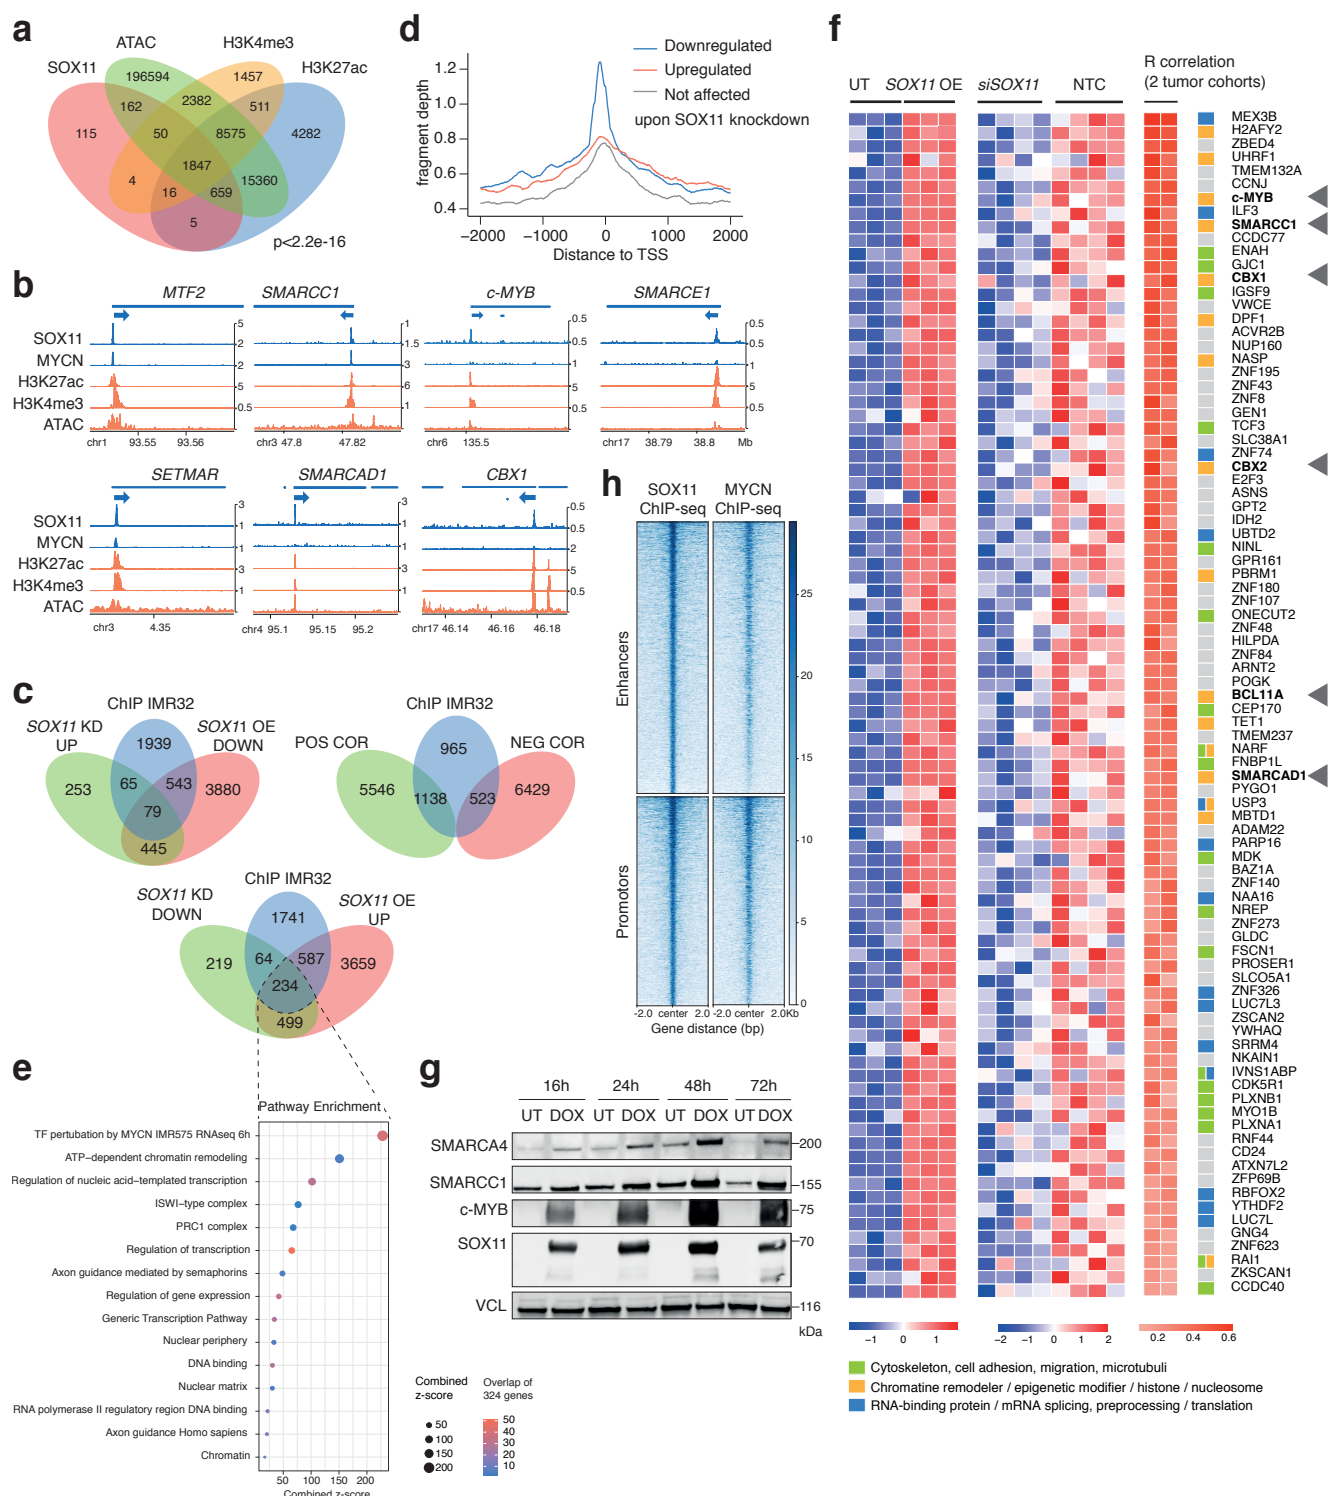 a
ATAC
H3K4me3
SOX11
H3K27ac
196594
1457
162
2382
511
115
50
8575
4282
1847
4
16
659
15360
5
p<2.2e-16
b
MTF2
SMARCC1
c-MYB
SMARCE1
SOX11
MYCN
H3K27ac
H3K4me3
ATAC
5
2
2
5
0.5
1
1.5
3
6
1
0.5
0.5
1
5
0.5
0.5
0.5
1
5
0.5
chr1
93.55
93.56
chr3 47.8
47.82
chr6
135.5
chr17
38.79
38.8
Mb
SETMAR
SMARCAD1
CBX1
SOX11
MYCN
H3K27ac
H3K4me3
ATAC
3
1
1
3
1
3
1
1
3
1
0.5
0.5
2
5
0.5
chr3
4.35
chr4 95.1
95.15
95.2
chr17 46.14
46.16
46.18
c
ChIP IMR32
SOX11 KD
UP
SOX11 OE
DOWN
1939
253
65
543
3880
79
445
ChIP IMR32
POS COR
NEG COR
965
5546
1138
523
6429
ChIP IMR32
SOX11 KD
DOWN
SOX11 OE
UP
1741
219
64
587
3659
234
499
d
Downregulated
Upregulated
Not affected
upon SOX11 knockdown
fragment depth
1.2
1.0
0.8
0.6
0.4
−2000
−1000
0
1000
2000
Distance to TSS
e
Pathway Enrichment
TF pertubation by MYCN IMR575 RNAseq 6h
ATP−dependent chromatin remodeling
Regulation of nucleic acid−templated transcription
ISWI−type complex
PRC1 complex
Regulation of transcription
Axon guidance mediated by semaphorins
Regulation of gene expression
Generic Transcription Pathway
Nuclear periphery
DNA binding
Nuclear matrix
RNA polymerase II regulatory region DNA binding
Axon guidance Homo sapiens
Chromatin
50
100
150
200
Combined z−score
Combined
z-score
50
100
150
200
Overlap of
324 genes
50
40
30
20
10
f
UT
SOX11 OE
siSOX11
NTC
R correlation
(2 tumor cohorts)
MEX3B
H2AFY2
ZBED4
UHRF1
TMEM132A
CCNJ
c-MYB
ILF3
SMARCC1
CCDC77
ENAH
GJC1
CBX1
IGSF9
VWCE
DPF1
ACVR2B
NUP160
NASP
ZNF195
ZNF43
ZNF8
GEN1
TCF3
SLC38A1
ZNF74
CBX2
E2F3
ASNS
GPT2
IDH2
UBTD2
NINL
GPR161
PBRM1
ZNF180
ZNF107
ONECUT2
ZNF48
HILPDA
ZNF84
ARNT2
POGK
BCL11A
CEP170
TET1
TMEM237
NARF
FNBP1L
SMARCAD1
PYGO1
USP3
MBTD1
ADAM22
PARP16
MDK
BAZ1A
ZNF140
NAA16
NREP
ZNF273
GLDC
FSCN1
PROSER1
SLCO5A1
ZNF326
LUC7L3
ZSCAN2
YWHAQ
SRRM4
NKAIN1
IVNS1ABP
CDK5R1
PLXNB1
MYO1B
PLXNA1
RNF44
CD24
ATXN7L2
ZFP69B
RBFOX2
YTHDF2
LUC7L
GNG4
ZNF623
RAI1
ZKSCAN1
CCDC40
−1
0
1
−2
−1
0
1
2
0.2
0.4
0.6
Cytoskeleton, cell adhesion, migration, microtubuli
Chromatine remodeler / epigenetic modifier / histone / nucleosome
RNA-binding protein / mRNA splicing, preprocessing / translation
g
16h
24h
48h
72h
UT DOX UT DOX UT DOX UT DOX
SMARCA4
200
SMARCC1
155
c-MYB
75
SOX11
70
VCL
116
kDa
h
SOX11
ChIP-seq
MYCN
ChIP-seq
Enhancers
Promotors
25
20
15
10
5
0
-2.0
center
2.0
-2.0
center
2.0Kb
Gene distance (bp)